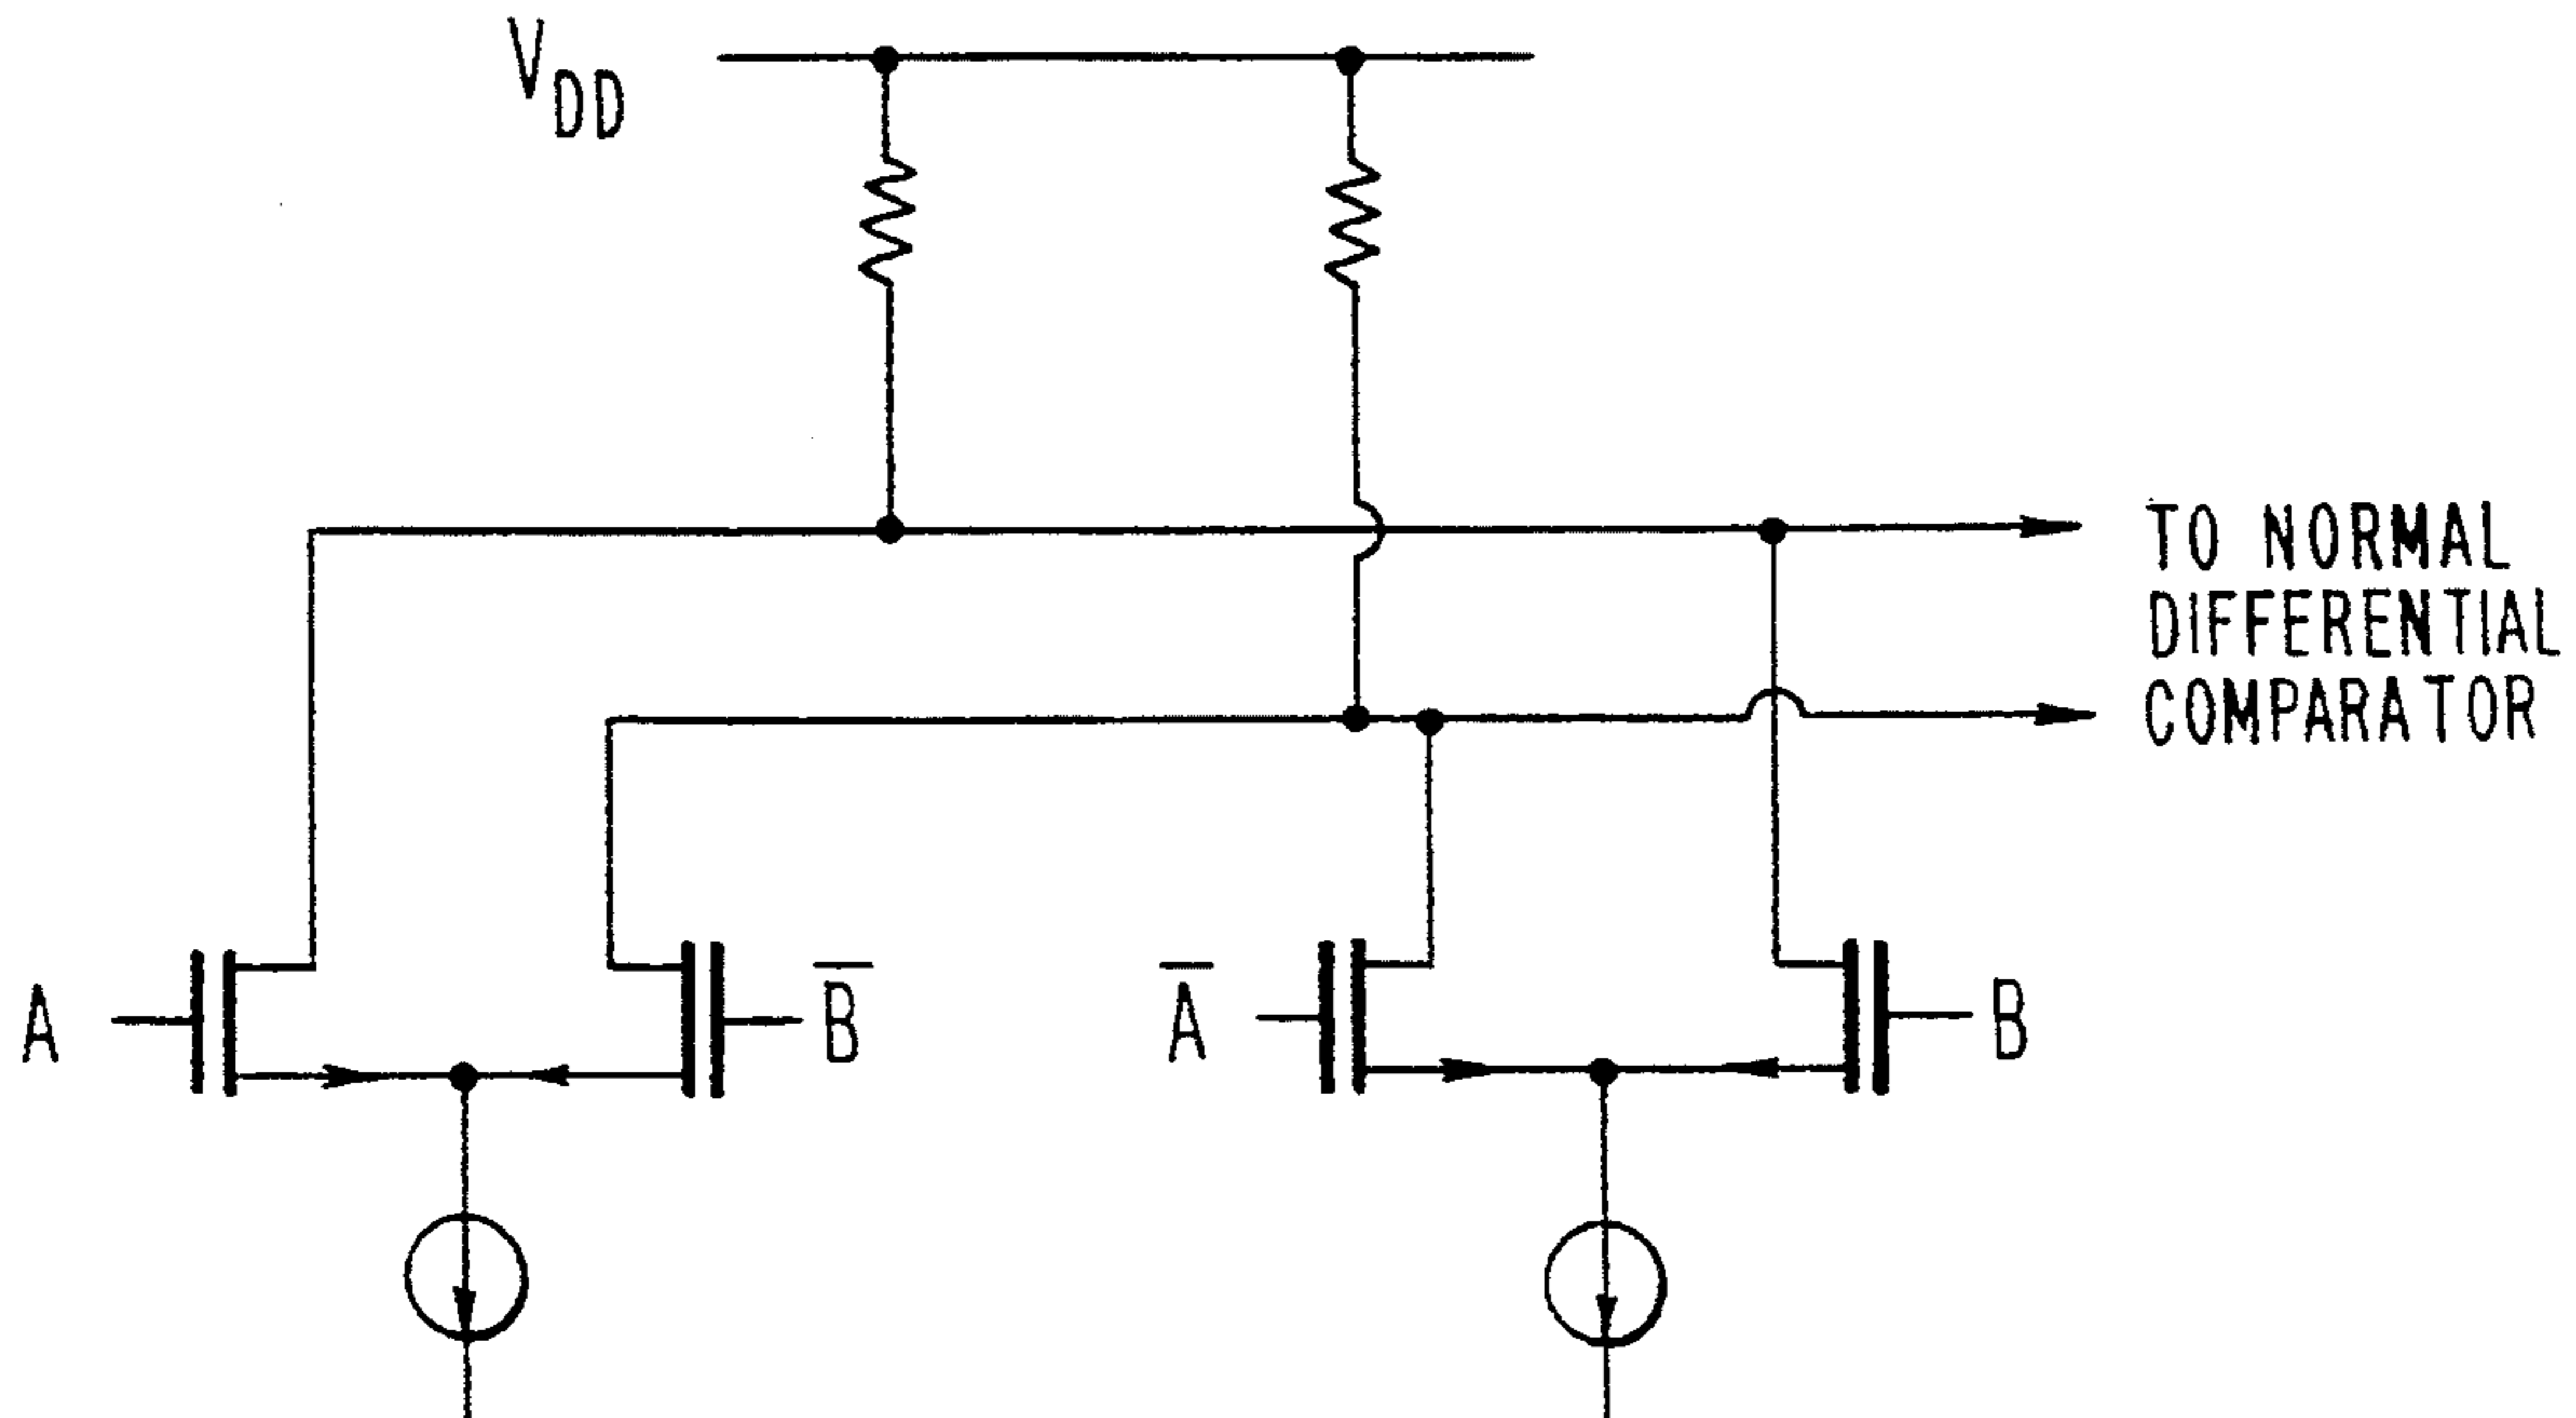 V_DD
TO NORMAL
DIFFERENTIAL
COMPARATOR
A
B̅
A̅
B